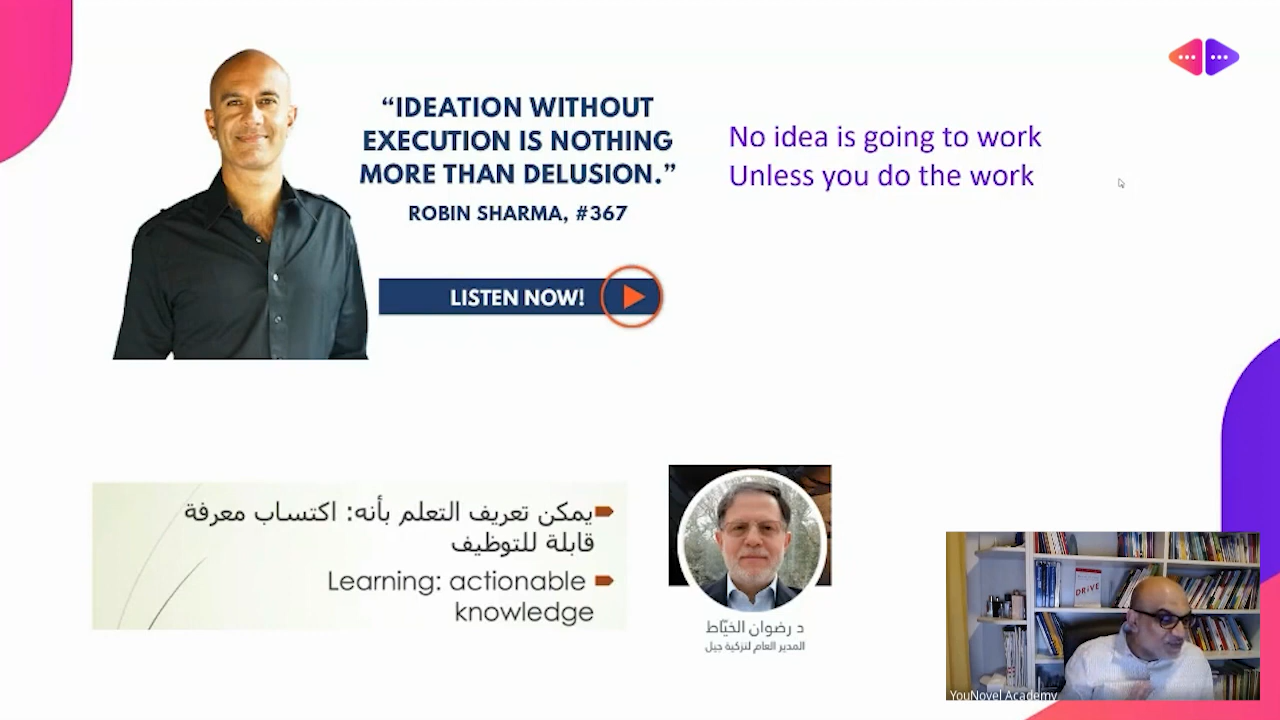 “IDEATION WITHOUT
EXECUTION IS NOTHING
MORE THAN DELUSION.”
ROBIN SHARMA, #367
LISTEN NOW!
No idea is going to work
Unless you do the work
يمكن تعريف التعلم بأنه: اكتساب معرفة
قابلة للتوظيف
Learning: actionable
knowledge
د رضوان الخيّاط
المدير العام لتزكية جيل
DRiVE
YouNovel Academy